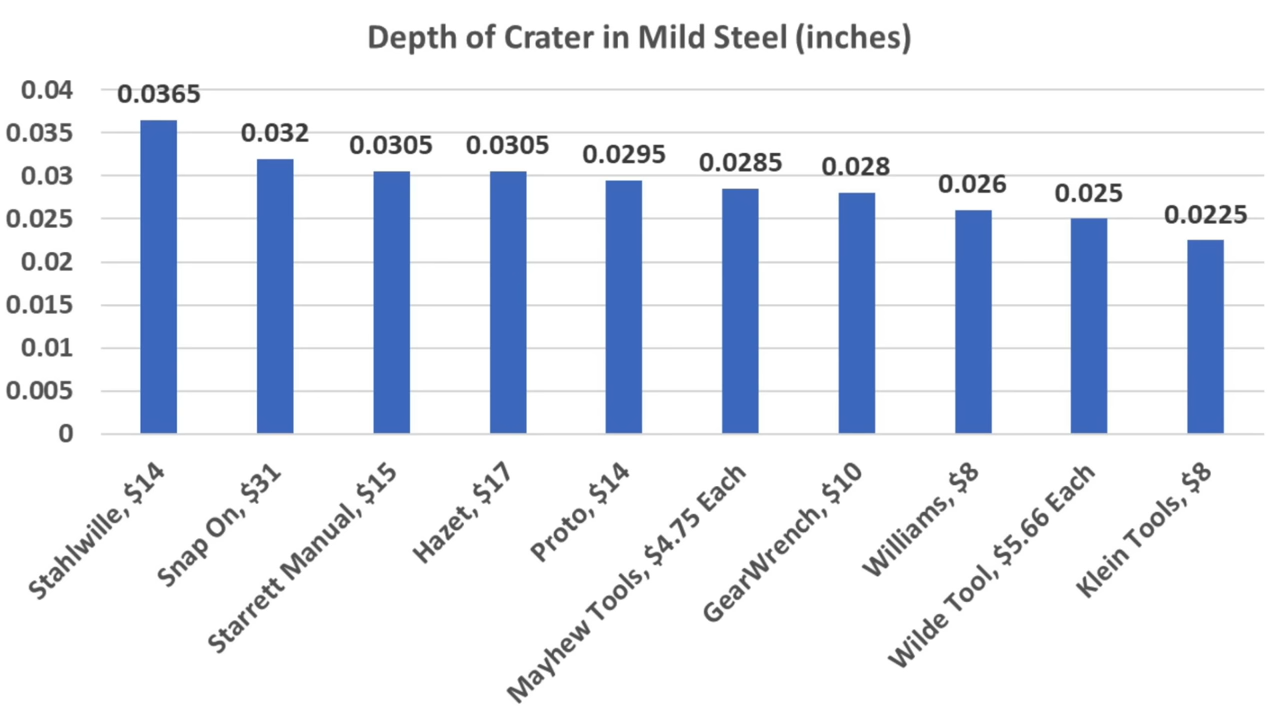 Depth of Crater in Mild Steel (inches)
0.04
0.035
0.03
0.025
0.02
0.015
0.01
0.005
0
0.0365
0.032
0.0305
0.0305
0.0295
0.0285
0.028
0.026
0.025
0.0225
Stahlwille, $14
Snap On, $31
Starrett Manual, $15
Hazet, $17
Proto, $14
Mayhew Tools, $4.75 Each
GearWrench, $10
Williams, $8
Wilde Tool, $5.66 Each
Klein Tools, $8